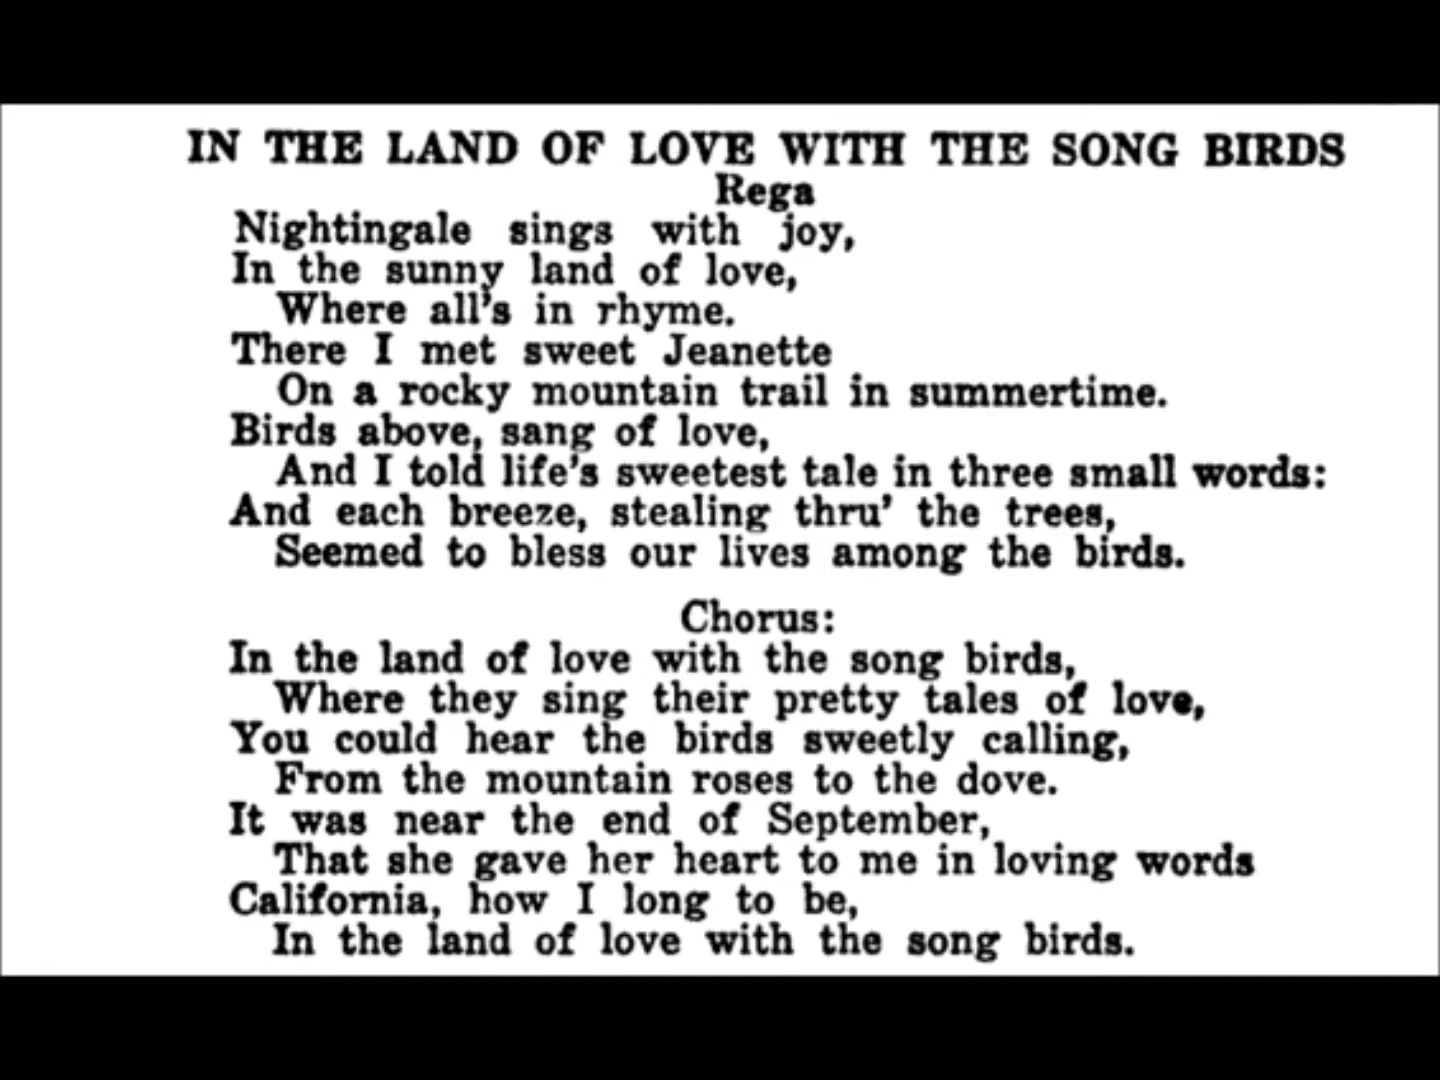 IN THE LAND OF LOVE WITH THE SONG BIRDS
Rega
Nightingale sings with joy,
In the sunny land of love,
Where all's in rhyme.
There I met sweet Jeanette
On a rocky mountain trail in summertime.
Birds above, sang of love,
And I told life's sweetest tale in three small words:
And each breeze, stealing thru' the trees,
Seemed to bless our lives among the birds.
Chorus:
In the land of love with the song birds,
Where they sing their pretty tales of love,
You could hear the birds sweetly calling,
From the mountain roses to the dove.
It was near the end of September,
That she gave her heart to me in loving words
California, how I long to be,
In the land of love with the song birds.